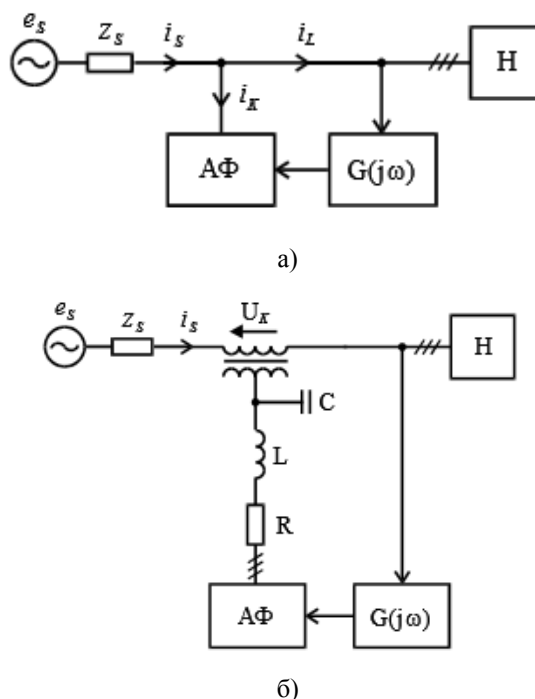 e_s Z_s i_s i_L H
i_K
АФ G(jω)
а)
e_s Z_s i_s U_K H
C
L
R
АФ G(jω)
б)